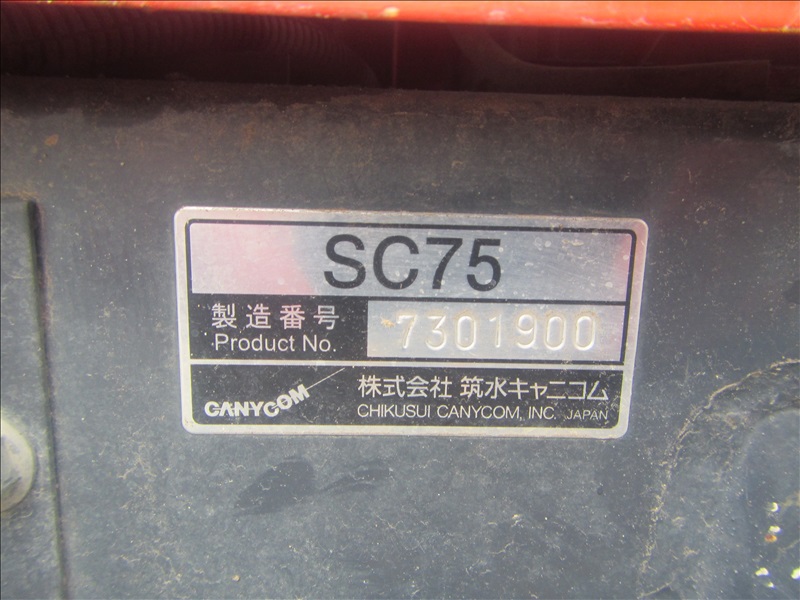 SC75
製造番号
Product No. 7301900
CANYCOM
株式会社 筑水キャニコム
CHIKUSUI CANYCOM, INC. JAPAN